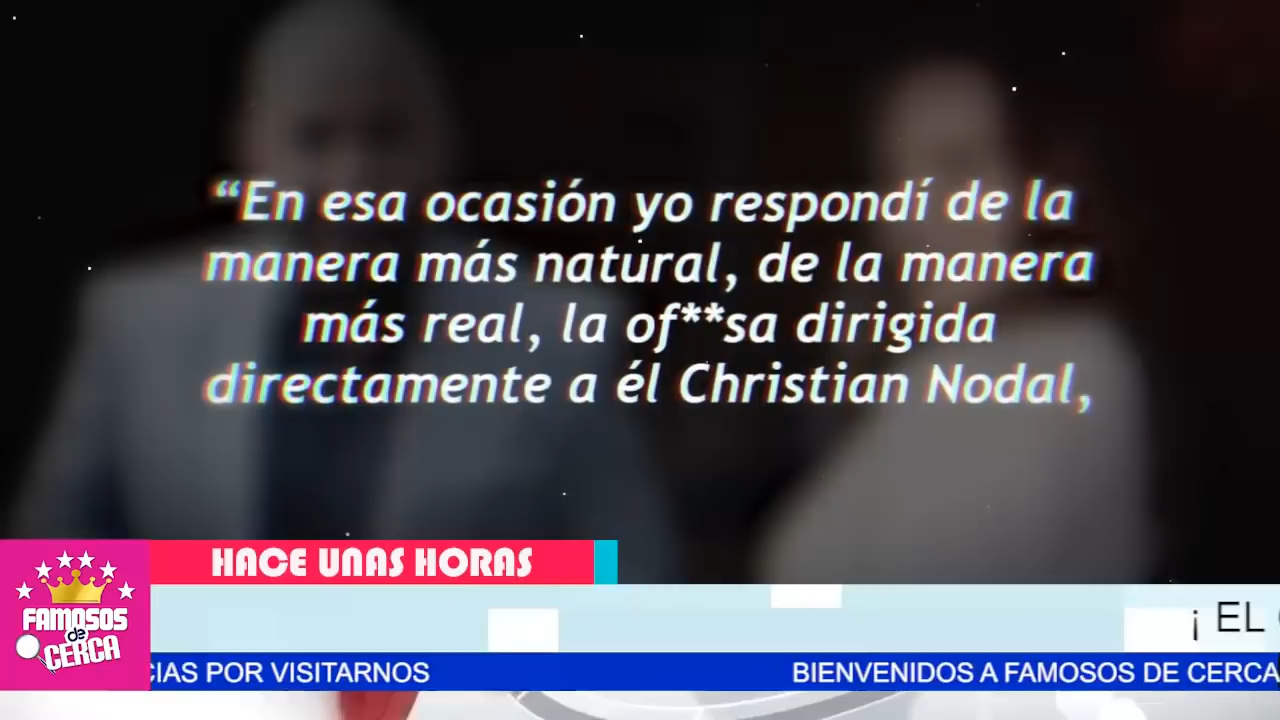 “En esa ocasión yo respondí de la
manera más natural, de la manera
más real, la of**sa dirigida
directamente a él Christian Nodal,
HACE UNAS HORAS
¡ EL
FAMOSOS
de
CERCA
CIAS POR VISITARNOS
BIENVENIDOS A FAMOSOS DE CERCA